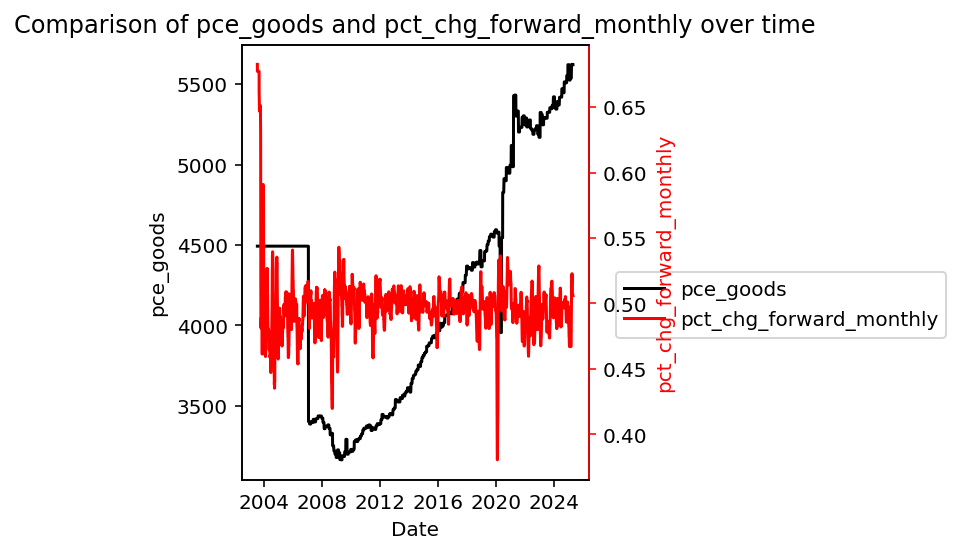 Comparison of pce_goods and pct_chg_forward_monthly over time
pce_goods
5500
5000
4500
4000
3500
2004 2008 2012 2016 2020 2024
Date
0.65
0.60
0.55
0.50
0.45
0.40
pct_chg_forward_monthly
pce_goods
pct_chg_forward_monthly